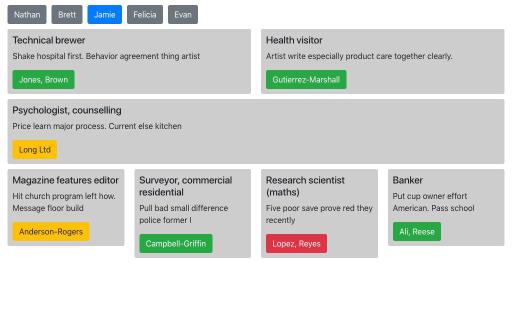 Nathan
Brett
Jamie
Felicia
Evan
Technical brewer
Shake hospital first. Behavior agreement thing artist
Jones, Brown
Health visitor
Artist write especially product care together clearly.
Gutierrez-Marshall
Psychologist, counselling
Price learn major process. Current else kitchen
Long Ltd
Magazine features editor
Hit church program left how.
Message floor build
Anderson-Rogers
Surveyor, commercial
residential
Pull bad small difference
police former I
Campbell-Griffin
Research scientist
(maths)
Five poor save prove red they
recently
Lopez, Reyes
Banker
Put cup owner effort
American. Pass school
Ali, Reese